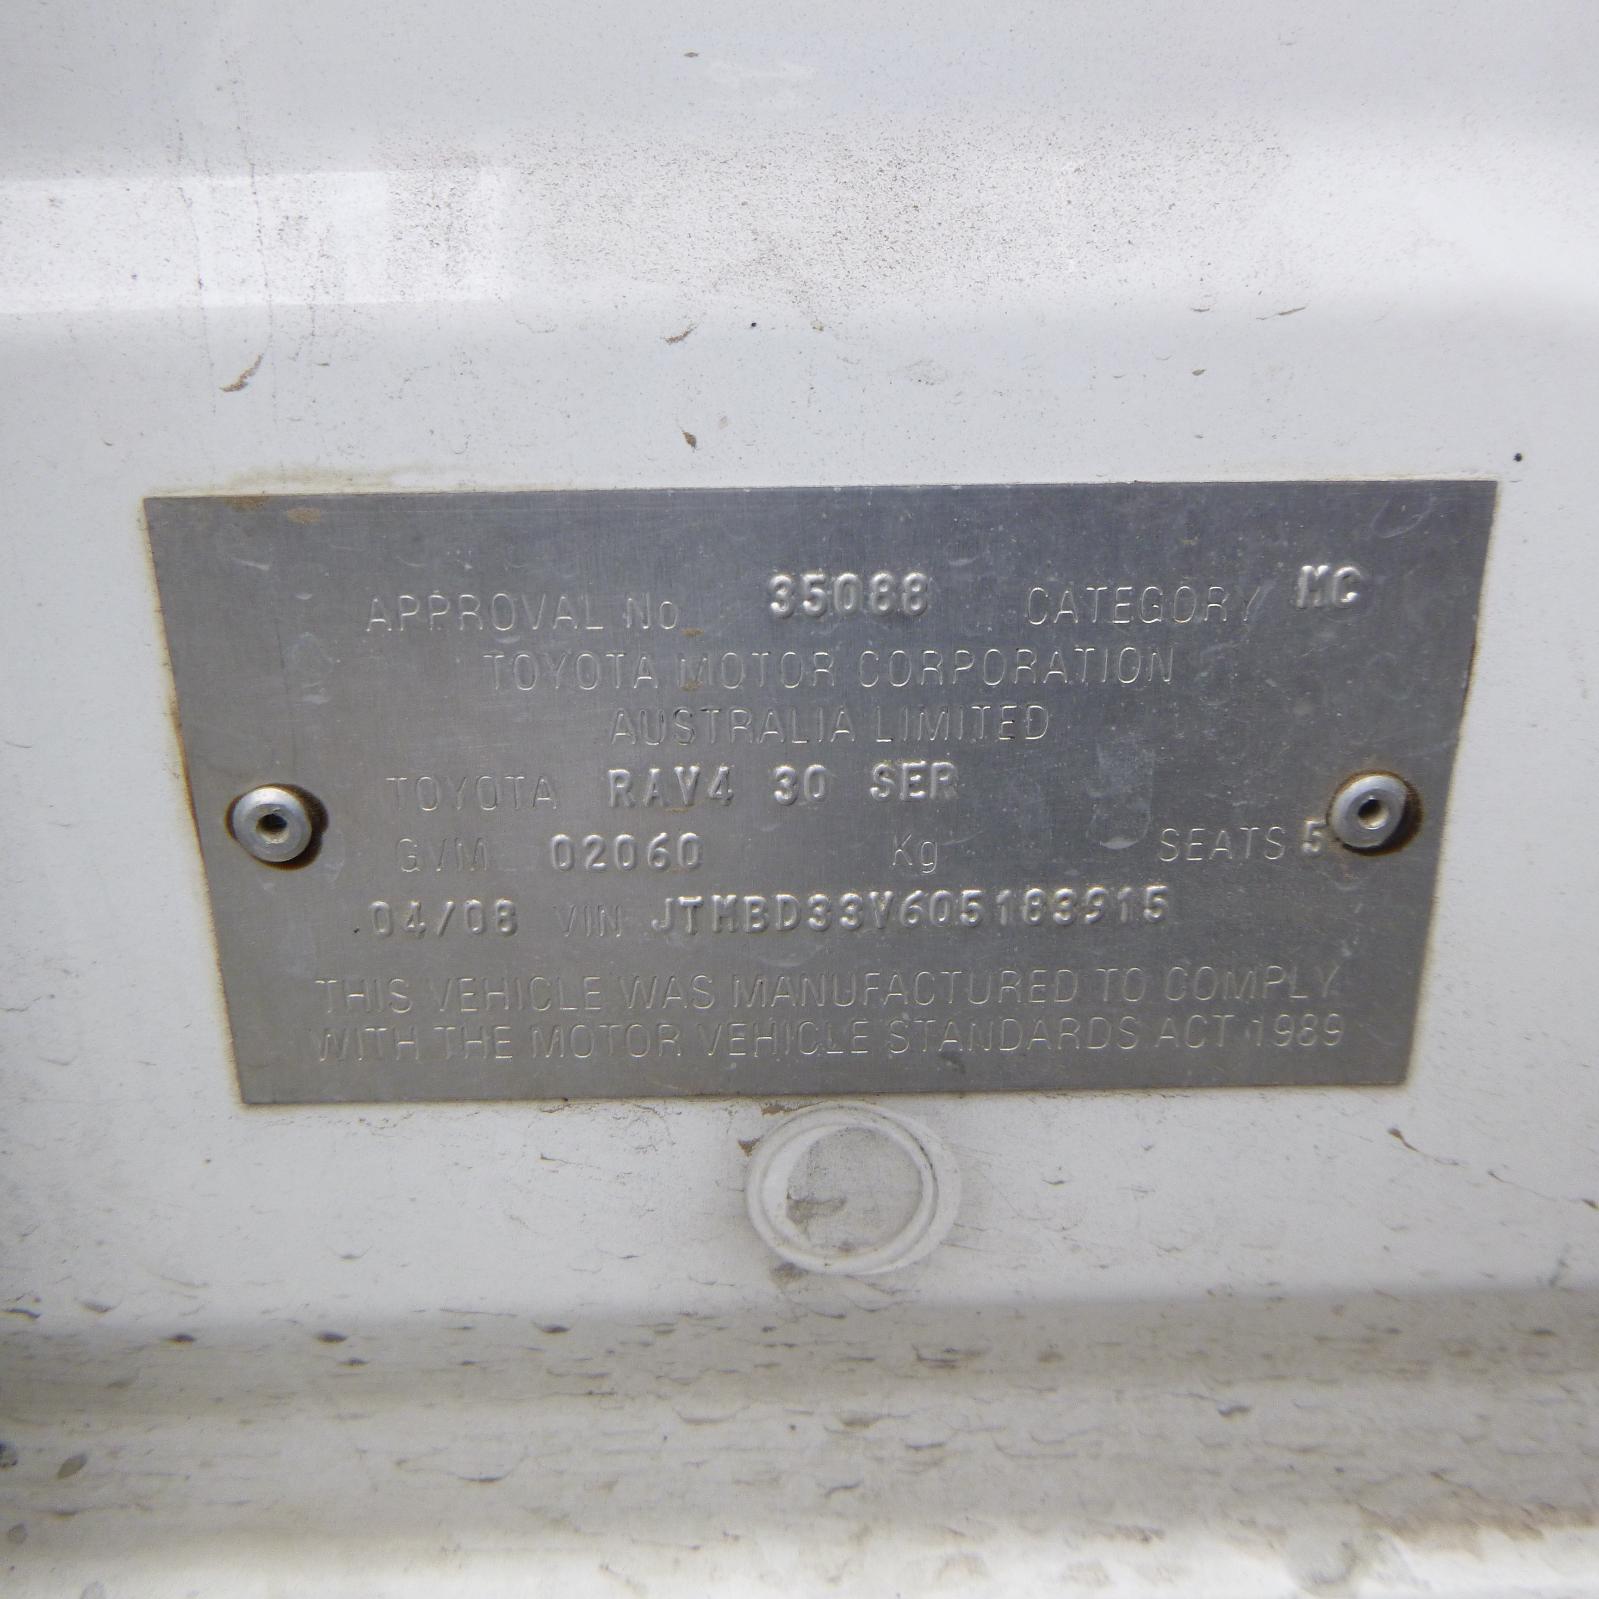 APPROVAL No 35088 CATEGORY MC
TOYOTA MOTOR CORPORATION
AUSTRALIA LIMITED
TOYOTA RAV4 30 SER
GVM 02060 Kg SEATS 5
04/08 VIN JTMBD33V605183915
THIS VEHICLE WAS MANUFACTURED TO COMPLY
WITH THE MOTOR VEHICLE STANDARDS ACT 1989